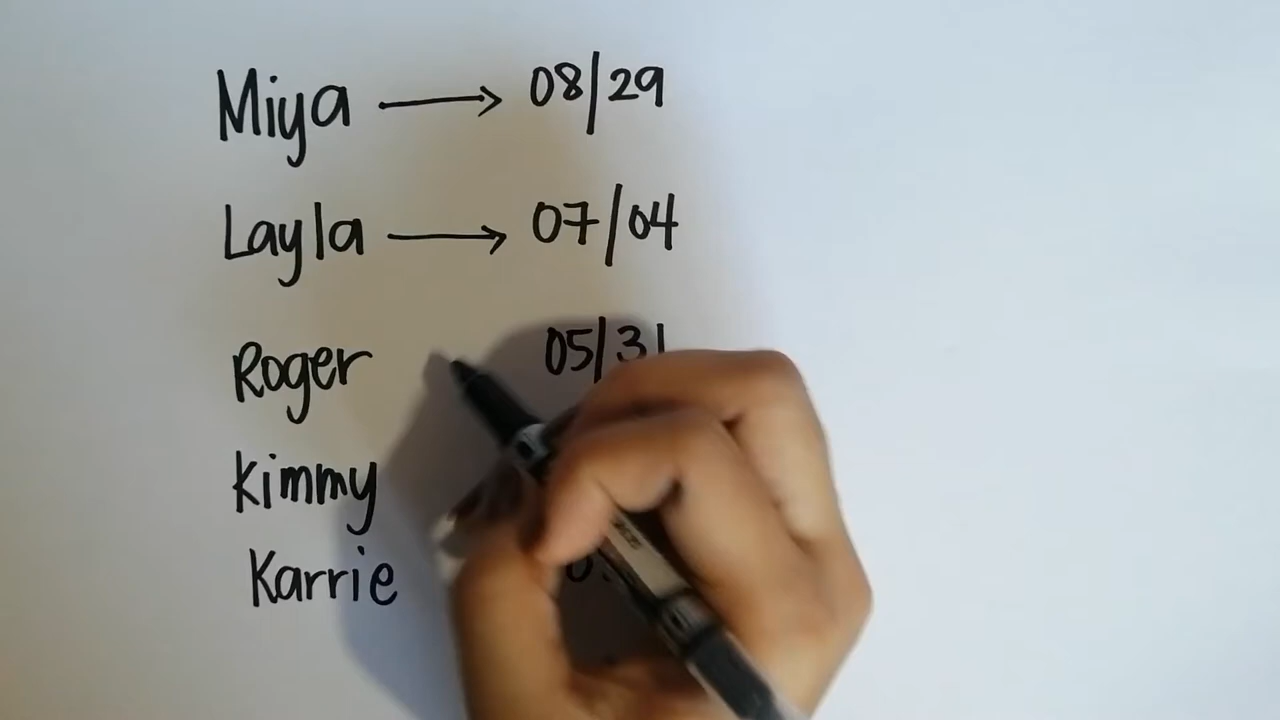 Miya → 08/29
Layla → 07/04
Roger 05/31
Kimmy
Karrie